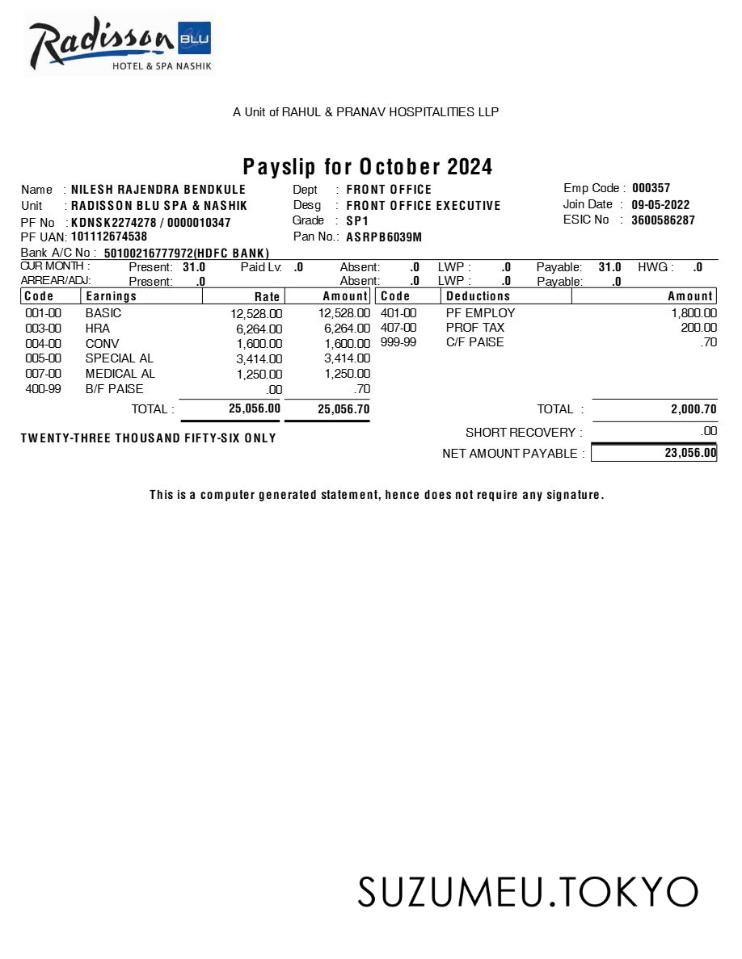 Radisson BLU
HOTEL & SPA NASHIK
A Unit of RAHUL & PRANAV HOSPITALITIES LLP
Payslip for October 2024
Name : NILESH RAJENDRA BENDKULE Dept : FRONT OFFICE Emp Code : 000357
Unit : RADISSON BLU SPA & NASHIK Desg : FRONT OFFICE EXECUTIVE Join Date : 09-05-2022
PF No : KDNSK2274278 / 0000010347 Grade : SP1 ESIC No : 3600586287
PF UAN: 101112674538 Pan No.: ASRPB6039M
Bank A/C No : 50100216777972(HDFC BANK)
CUR MONTH : Present: 31.0 Paid Lv: .0 Absent: .0 LWP : .0 Payable: 31.0 HWG : .0
ARREAR/ADJ: Present: .0 Absent: .0 LWP : .0 Payable: .0
Code Earnings Rate Amount Code Deductions Amount
001-00 BASIC 12,528.00 12,528.00 401-00 PF EMPLOY 1,800.00
003-00 HRA 6,264.00 6,264.00 407-00 PROF TAX 200.00
004-00 CONV 1,600.00 1,600.00 999-99 C/F PAISE .70
005-00 SPECIAL AL 3,414.00 3,414.00
007-00 MEDICAL AL 1,250.00 1,250.00
400-99 B/F PAISE .00 .70
TOTAL : 25,056.00 25,056.70 TOTAL : 2,000.70
SHORT RECOVERY : .00
TWENTY-THREE THOUSAND FIFTY-SIX ONLY
NET AMOUNT PAYABLE : 23,056.00
This is a computer generated statement, hence does not require any signature.
SUZUMEU.TOKYO